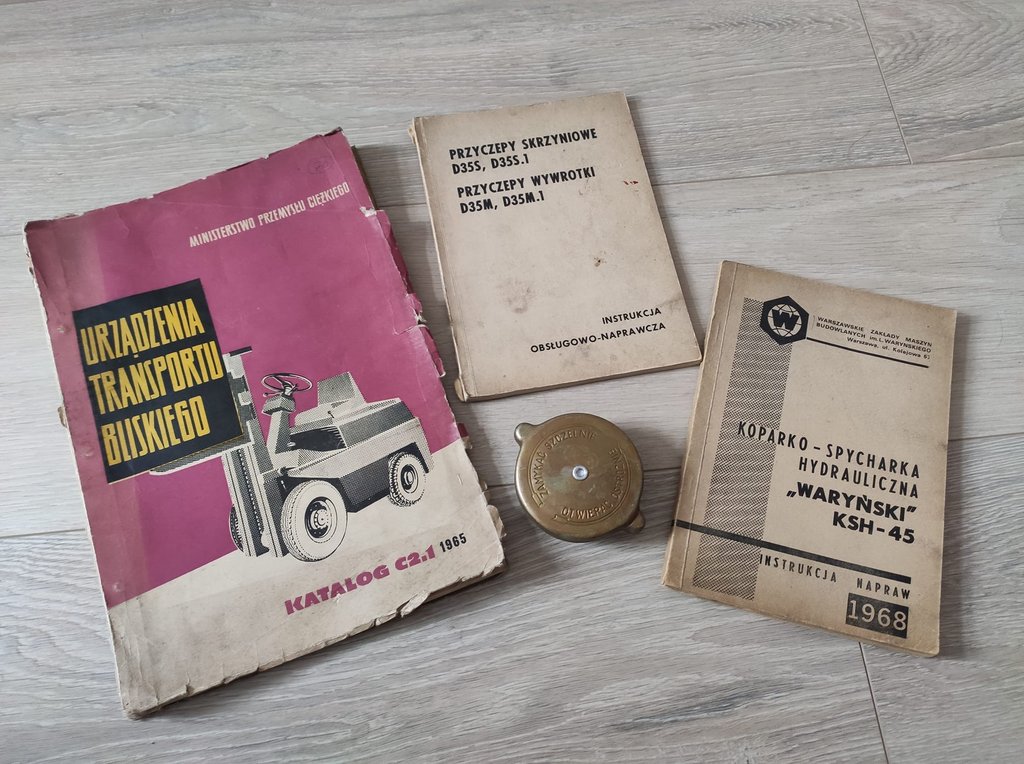 MINISTERSTWO PRZEMYSŁU CIĘŻKIEGO
URZĄDZENIA
TRANSPORTU
BLISKIEGO
KATALOG C2.1 1965
PRZYCZEPY SKRZYNIOWE
D35S, D35S.1
PRZYCZEPY WYWROTKI
D35M, D35M.1
INSTRUKCJA
OBSŁUGOWO-NAPRAWCZA
ZAMYKAĆ SZCZELNIE
OTWIERAĆ OSTROŻNIE
W
WARSZAWSKIE ZAKŁADY MASZYN
BUDOWLANYCH im. L. WARYŃSKIEGO
Warszawa, ul. Kolejowa
KOPARKO-SPYCHARKA
HYDRAULICZNA
„WARYŃSKI”
KSH-45
INSTRUKCJA NAPRAW
1968